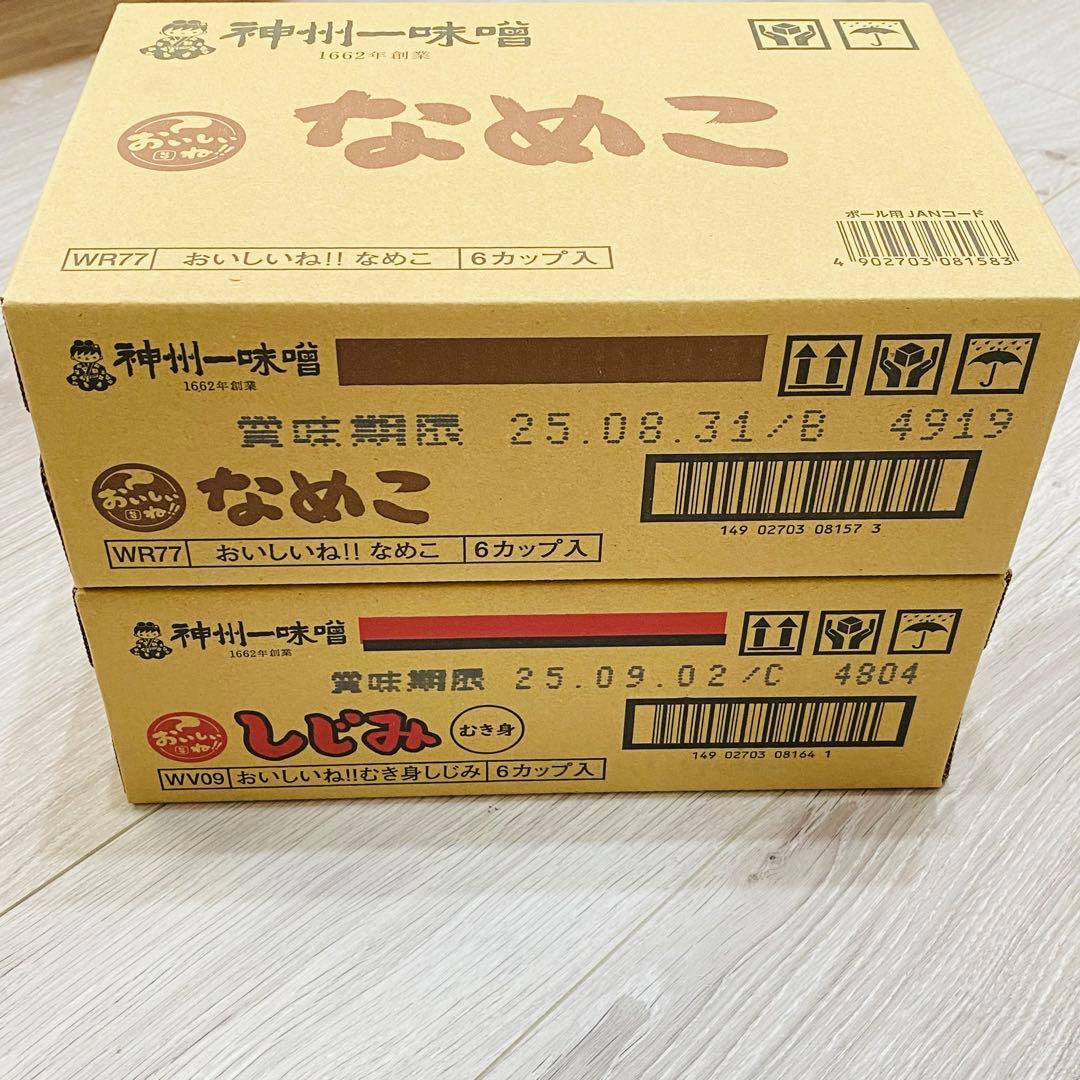 神州一味噌
1662年創業
おいしいね!!
なめこ
ボール用JANコード
4 902703 081583
WR77 おいしいね!! なめこ 6カップ入
神州一味噌
1662年創業
賞味期限 25.08.31/B 4919
おいしいね!!
なめこ
149 02703 08157 3
WR77 おいしいね!! なめこ 6カップ入
神州一味噌
1662年創業
賞味期限 25.09.02/C 4804
おいしいね!!
しじみ
むき身
149 02703 08164 1
WV09 おいしいね!!むき身しじみ 6カップ入